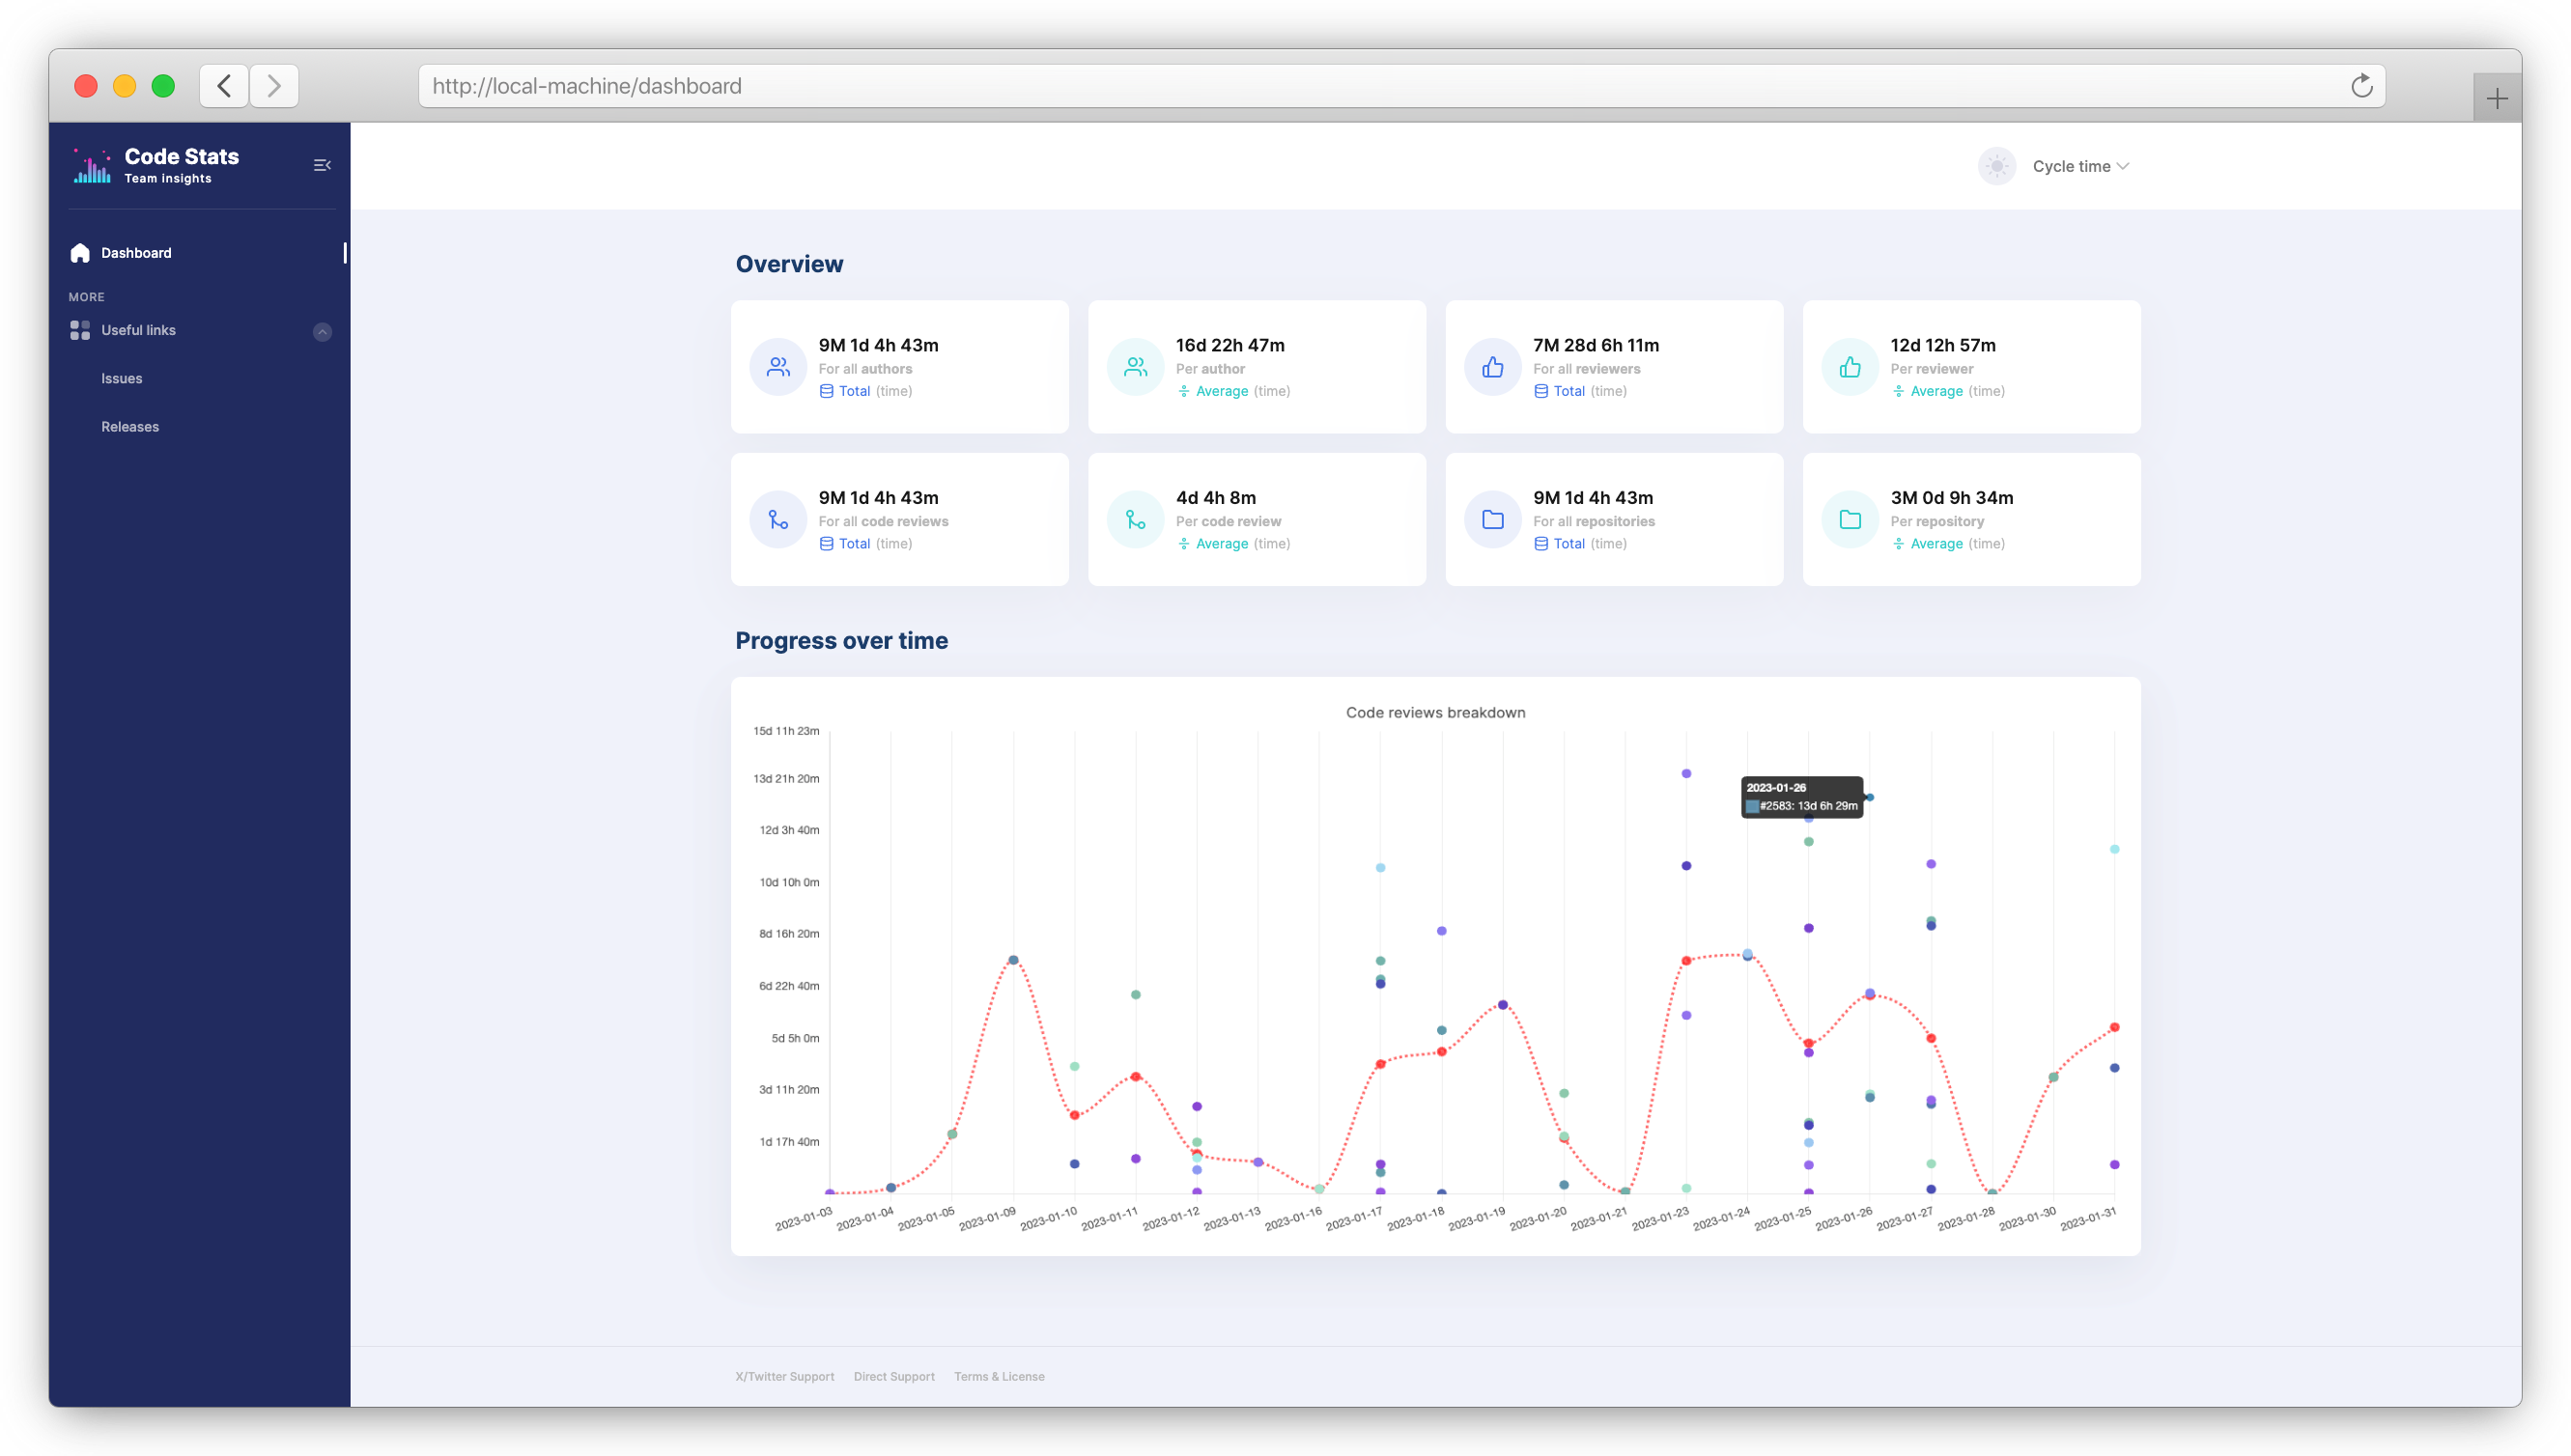 http://local-machine/dashboard
Code Stats
Team insights
Cycle time
Dashboard
MORE
Useful links
Issues
Releases
Overview
9M 1d 4h 43m
For all authors
Total (time)
16d 22h 47m
Per author
Average (time)
7M 28d 6h 11m
For all reviewers
Total (time)
12d 12h 57m
Per reviewer
Average (time)
9M 1d 4h 43m
For all code reviews
Total (time)
4d 4h 8m
Per code review
Average (time)
9M 1d 4h 43m
For all repositories
Total (time)
3M 0d 9h 34m
Per repository
Average (time)
Progress over time
Code reviews breakdown
15d 11h 23m
13d 21h 20m
12d 3h 40m
10d 10h 0m
8d 16h 20m
6d 22h 40m
5d 5h 0m
3d 11h 20m
1d 17h 40m
2023-01-26
#2583: 13d 6h 29m
2023-01-03
2023-01-04
2023-01-05
2023-01-09
2023-01-10
2023-01-11
2023-01-12
2023-01-13
2023-01-16
2023-01-17
2023-01-18
2023-01-19
2023-01-20
2023-01-21
2023-01-23
2023-01-24
2023-01-25
2023-01-26
2023-01-27
2023-01-28
2023-01-30
2023-01-31
X/Twitter Support
Direct Support
Terms & License